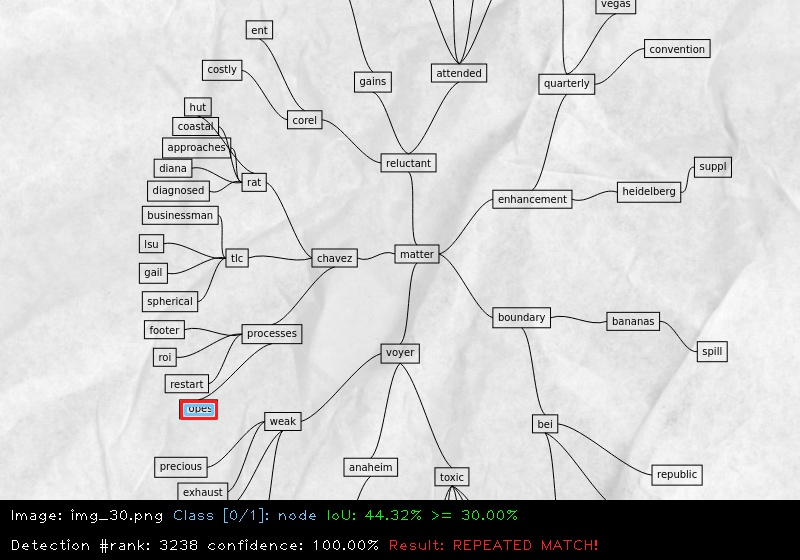 vegas
ent
convention
costly
gains
attended
quarterly
hut
corel
coastal
approaches
reluctant
diana
suppl
rat
diagnosed
heidelberg
enhancement
businessman
lsu
matter
tlc
chavez
gail
spherical
boundary
bananas
footer
processes
voyer
spill
roi
restart
opes
weak
bei
precious
anaheim
republic
toxic
exhaust
Image: img_30.png Class [0/1]: node IoU: 44.32% >= 30.00%
Detection #rank: 3238 confidence: 100.00% Result: REPEATED MATCH!